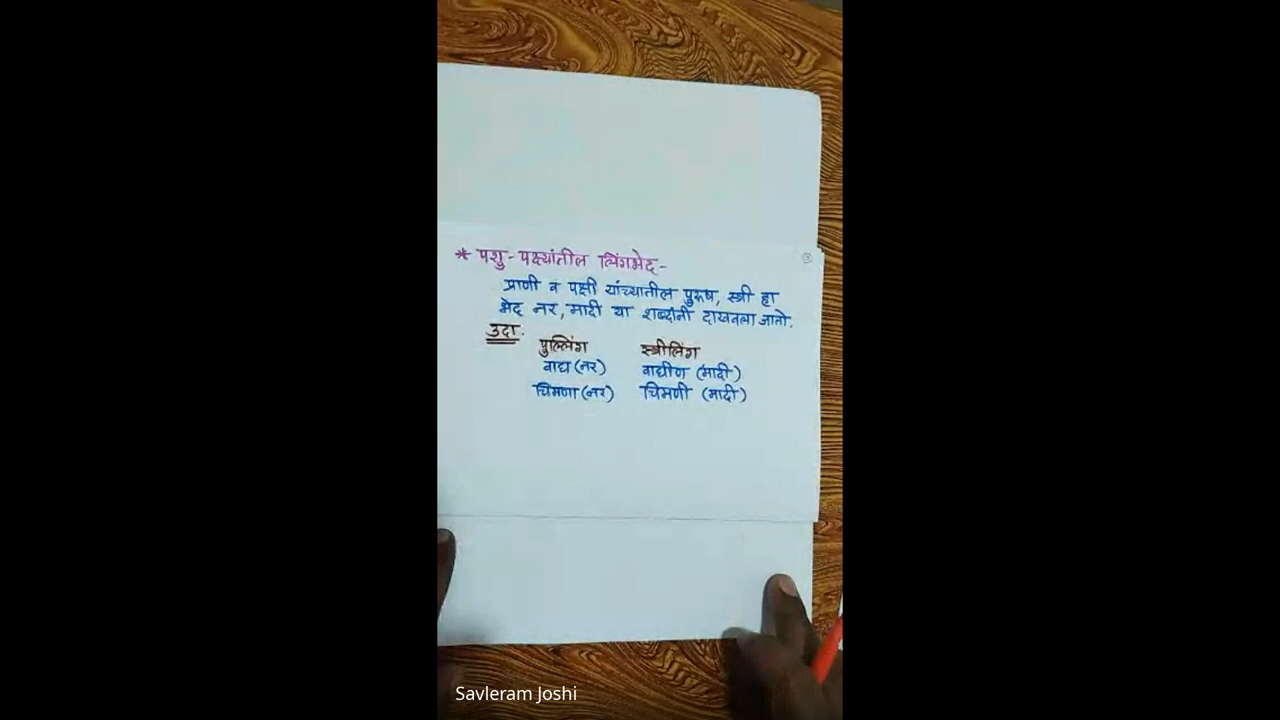 * पशु-पक्ष्यांतील लिंगभेद-
प्राणी व पक्षी यांच्यातील पुरूष, स्त्री हा
भेद नर, मादी या शब्दांनी दाखवला जातो.
उदा.
पुल्लिंग स्त्रीलिंग
वाघ (नर) वाघीण (मादी)
चिमणा (नर) चिमणी (मादी)
Savleram Joshi